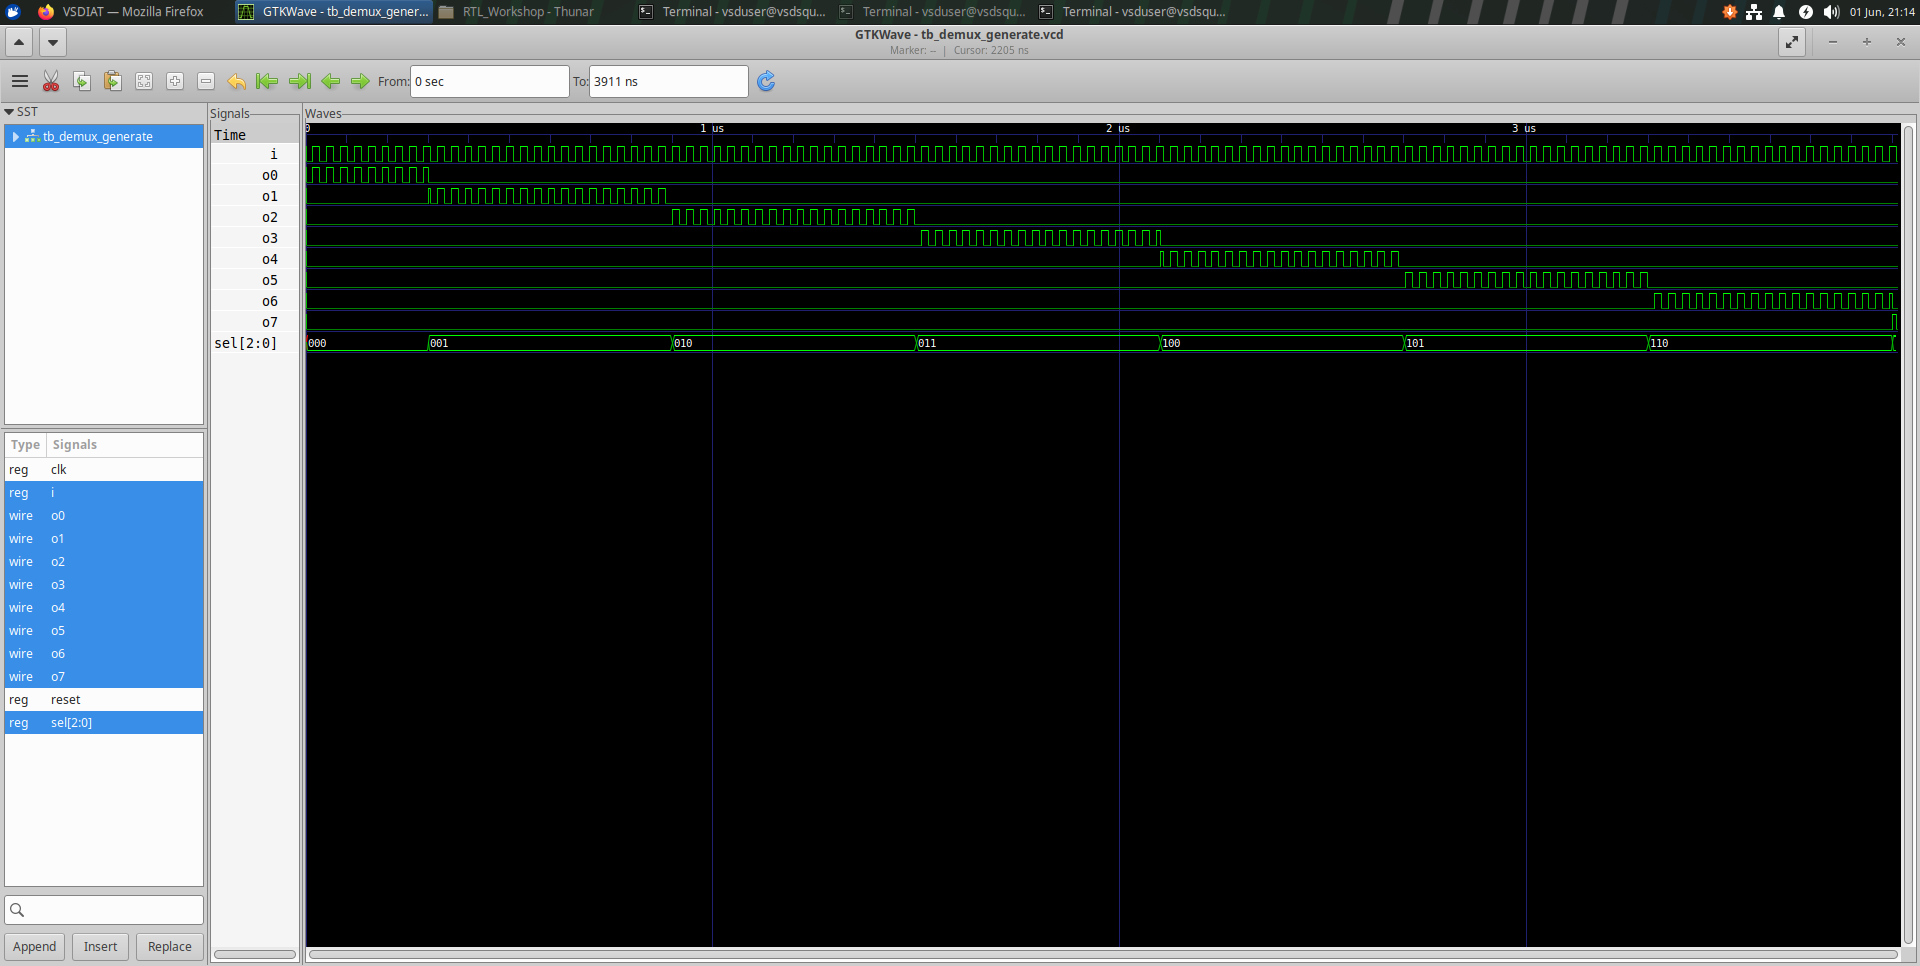 VSDIAT — Mozilla Firefox
GTKWave - tb_demux_gener...
RTL_Workshop - Thunar
Terminal - vsduser@vsdsqu...
Terminal - vsduser@vsdsqu...
Terminal - vsduser@vsdsqu...
01 Jun, 21:14
GTKWave - tb_demux_generate.vcd
Marker: -- | Cursor: 2205 ns
From: 0 sec
To: 3911 ns
SST
tb_demux_generate
Type Signals
reg clk
reg i
wire o0
wire o1
wire o2
wire o3
wire o4
wire o5
wire o6
wire o7
reg reset
reg sel[2:0]
Append Insert Replace
Signals
Time
i
o0
o1
o2
o3
o4
o5
o6
o7
sel[2:0]
Waves
0 1 us 2 us 3 us
000 001 010 011 100 101 110